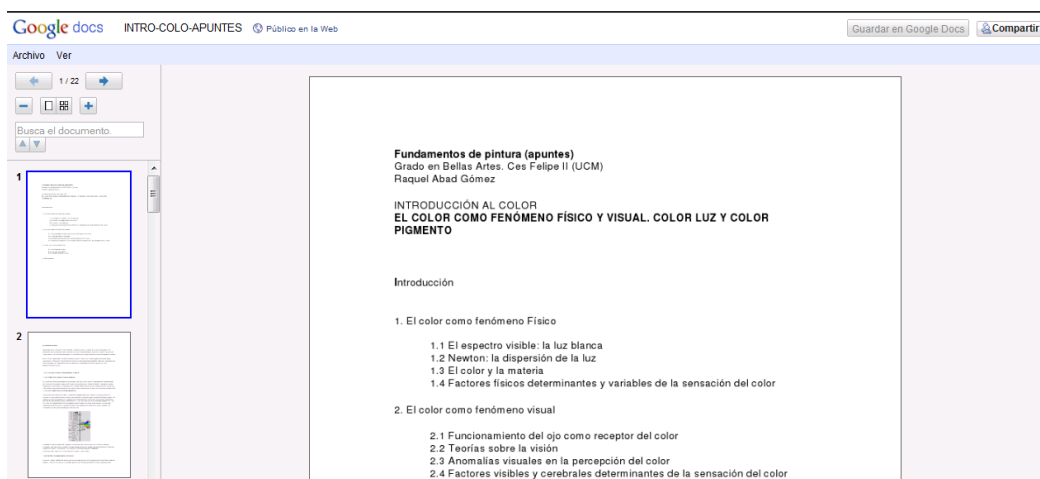 Google docs INTRO-COLO-APUNTES Público en la Web Guardar en Google Docs Compartir
Archivo Ver
1 / 22
Busca el documento.
1
2
Fundamentos de pintura (apuntes)
Grado en Bellas Artes. Ces Felipe II (UCM)
Raquel Abad Gómez
INTRODUCCIÓN AL COLOR
EL COLOR COMO FENÓMENO FÍSICO Y VISUAL. COLOR LUZ Y COLOR
PIGMENTO
Introducción
1. El color como fenómeno Físico
1.1 El espectro visible: la luz blanca
1.2 Newton: la dispersión de la luz
1.3 El color y la materia
1.4 Factores físicos determinantes y variables de la sensación del color
2. El color como fenómeno visual
2.1 Funcionamiento del ojo como receptor del color
2.2 Teorías sobre la visión
2.3 Anomalías visuales en la percepción del color
2.4 Factores visibles y cerebrales determinantes de la sensación del color